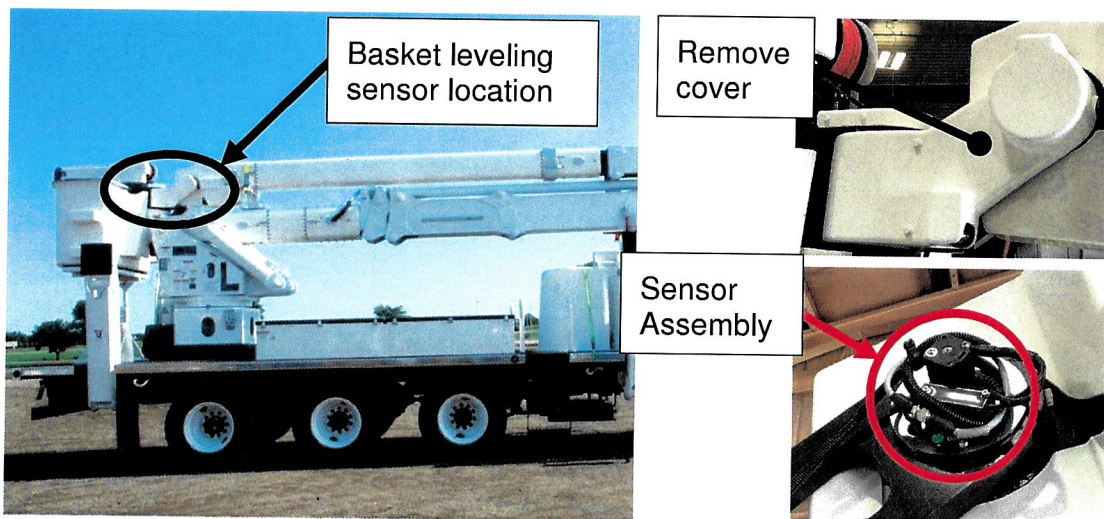 Basket leveling
sensor location
Remove
cover
Sensor
Assembly